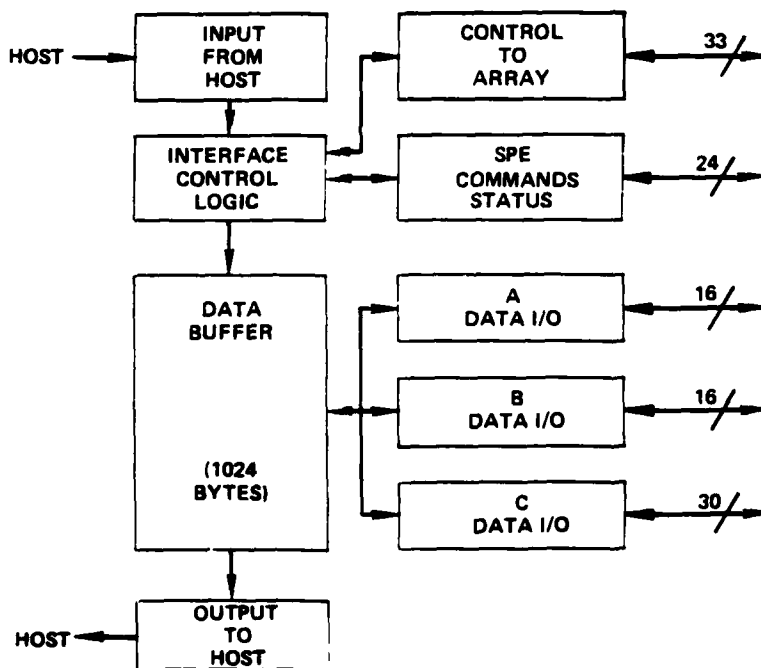 HOST
INPUT
FROM
HOST
CONTROL
TO
ARRAY
33
INTERFACE
CONTROL
LOGIC
SPE
COMMANDS
STATUS
24
DATA
BUFFER
(1024
BYTES)
A
DATA I/O
16
B
DATA I/O
16
C
DATA I/O
30
HOST
OUTPUT
TO
HOST